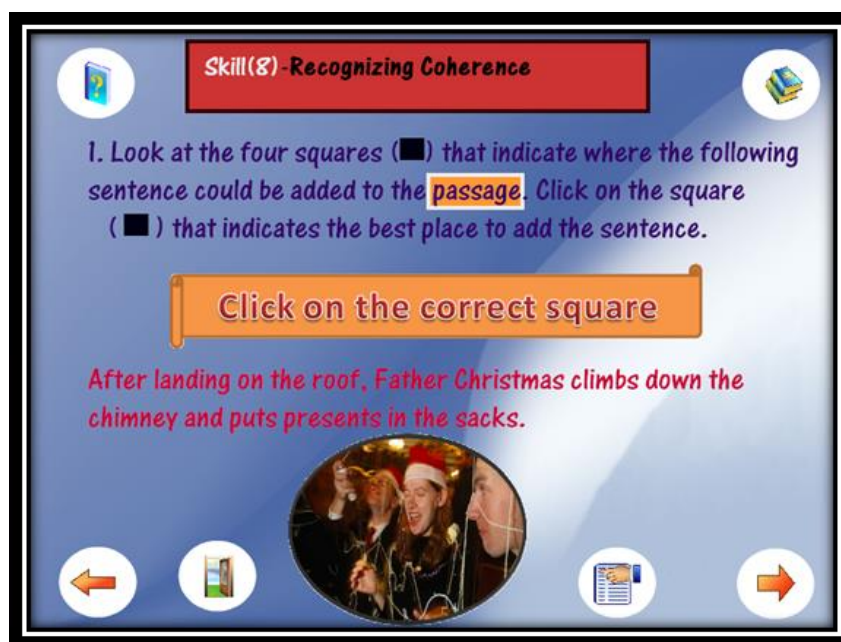 Skill(8)-Recognizing Coherence
1. Look at the four squares (■) that indicate where the following
sentence could be added to the passage. Click on the square
( ■ ) that indicates the best place to add the sentence.
Click on the correct square
After landing on the roof, Father Christmas climbs down the
chimney and puts presents in the sacks.